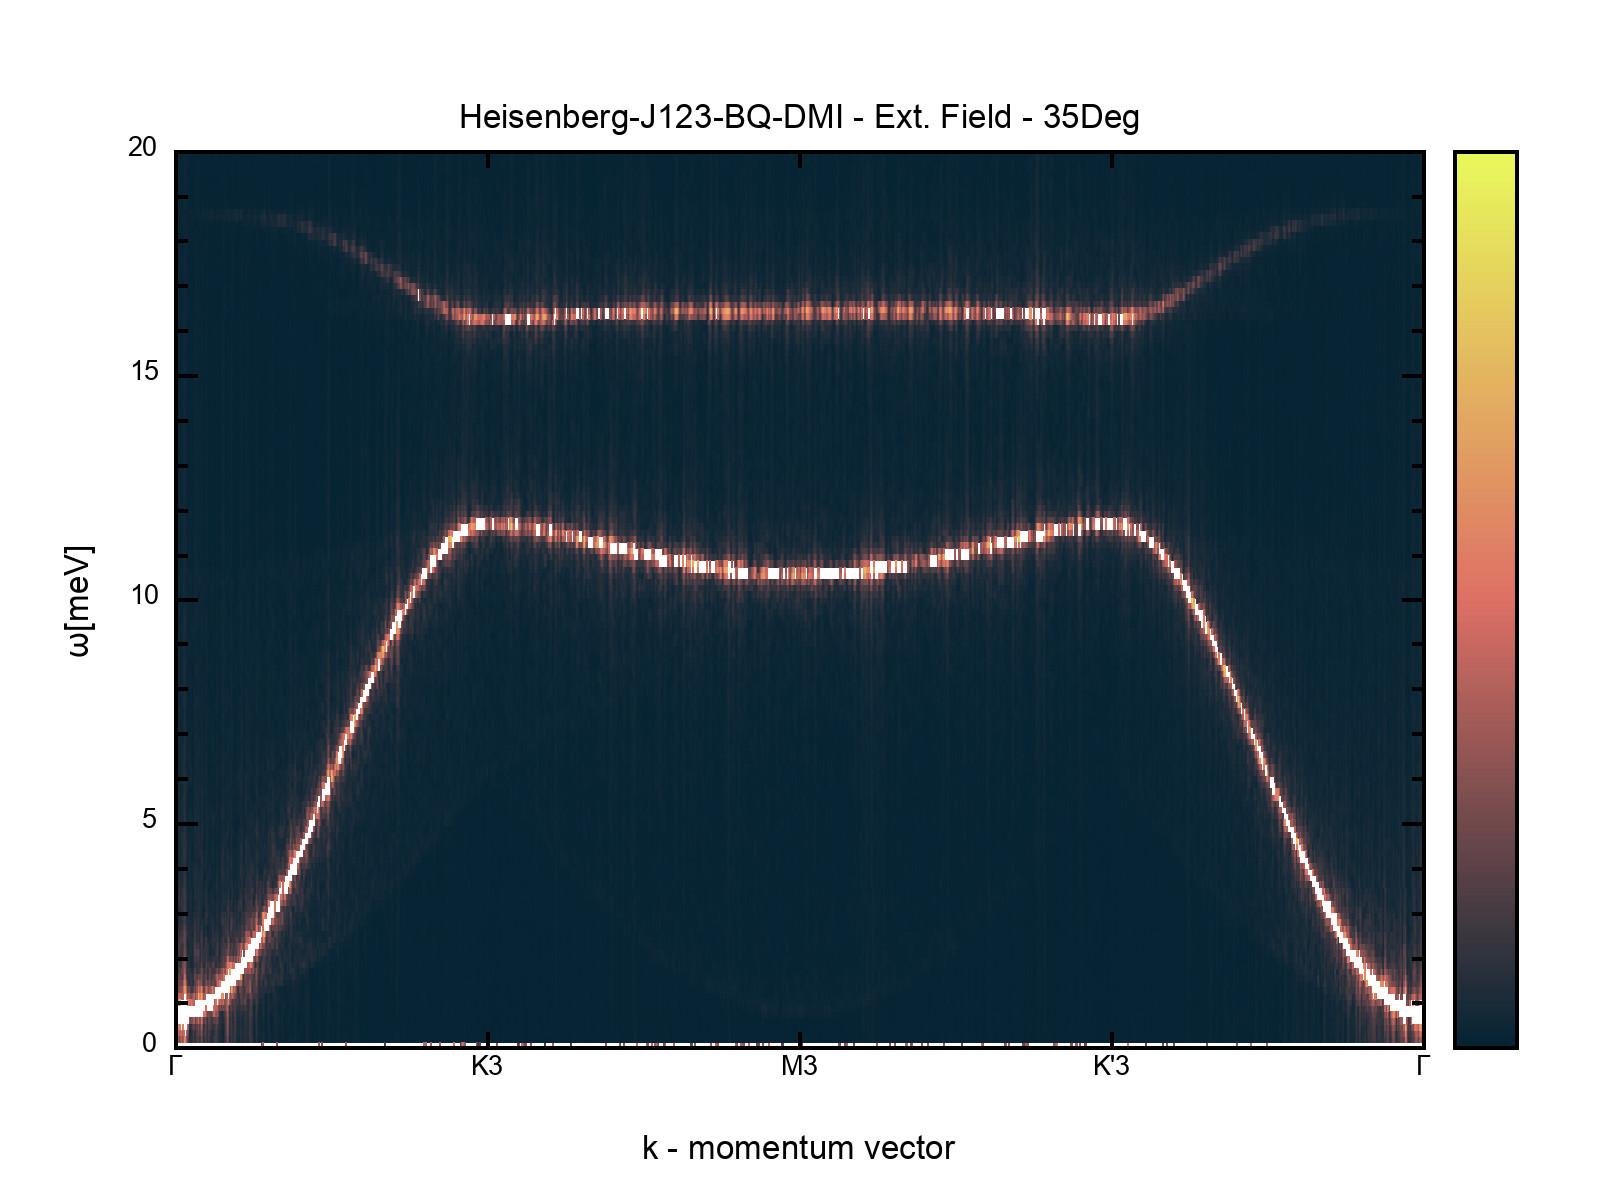 Heisenberg-J123-BQ-DMI - Ext. Field - 35Deg
20
15
10
5
0
ω[meV]
Γ K3 M3 K'3 Γ
k - momentum vector